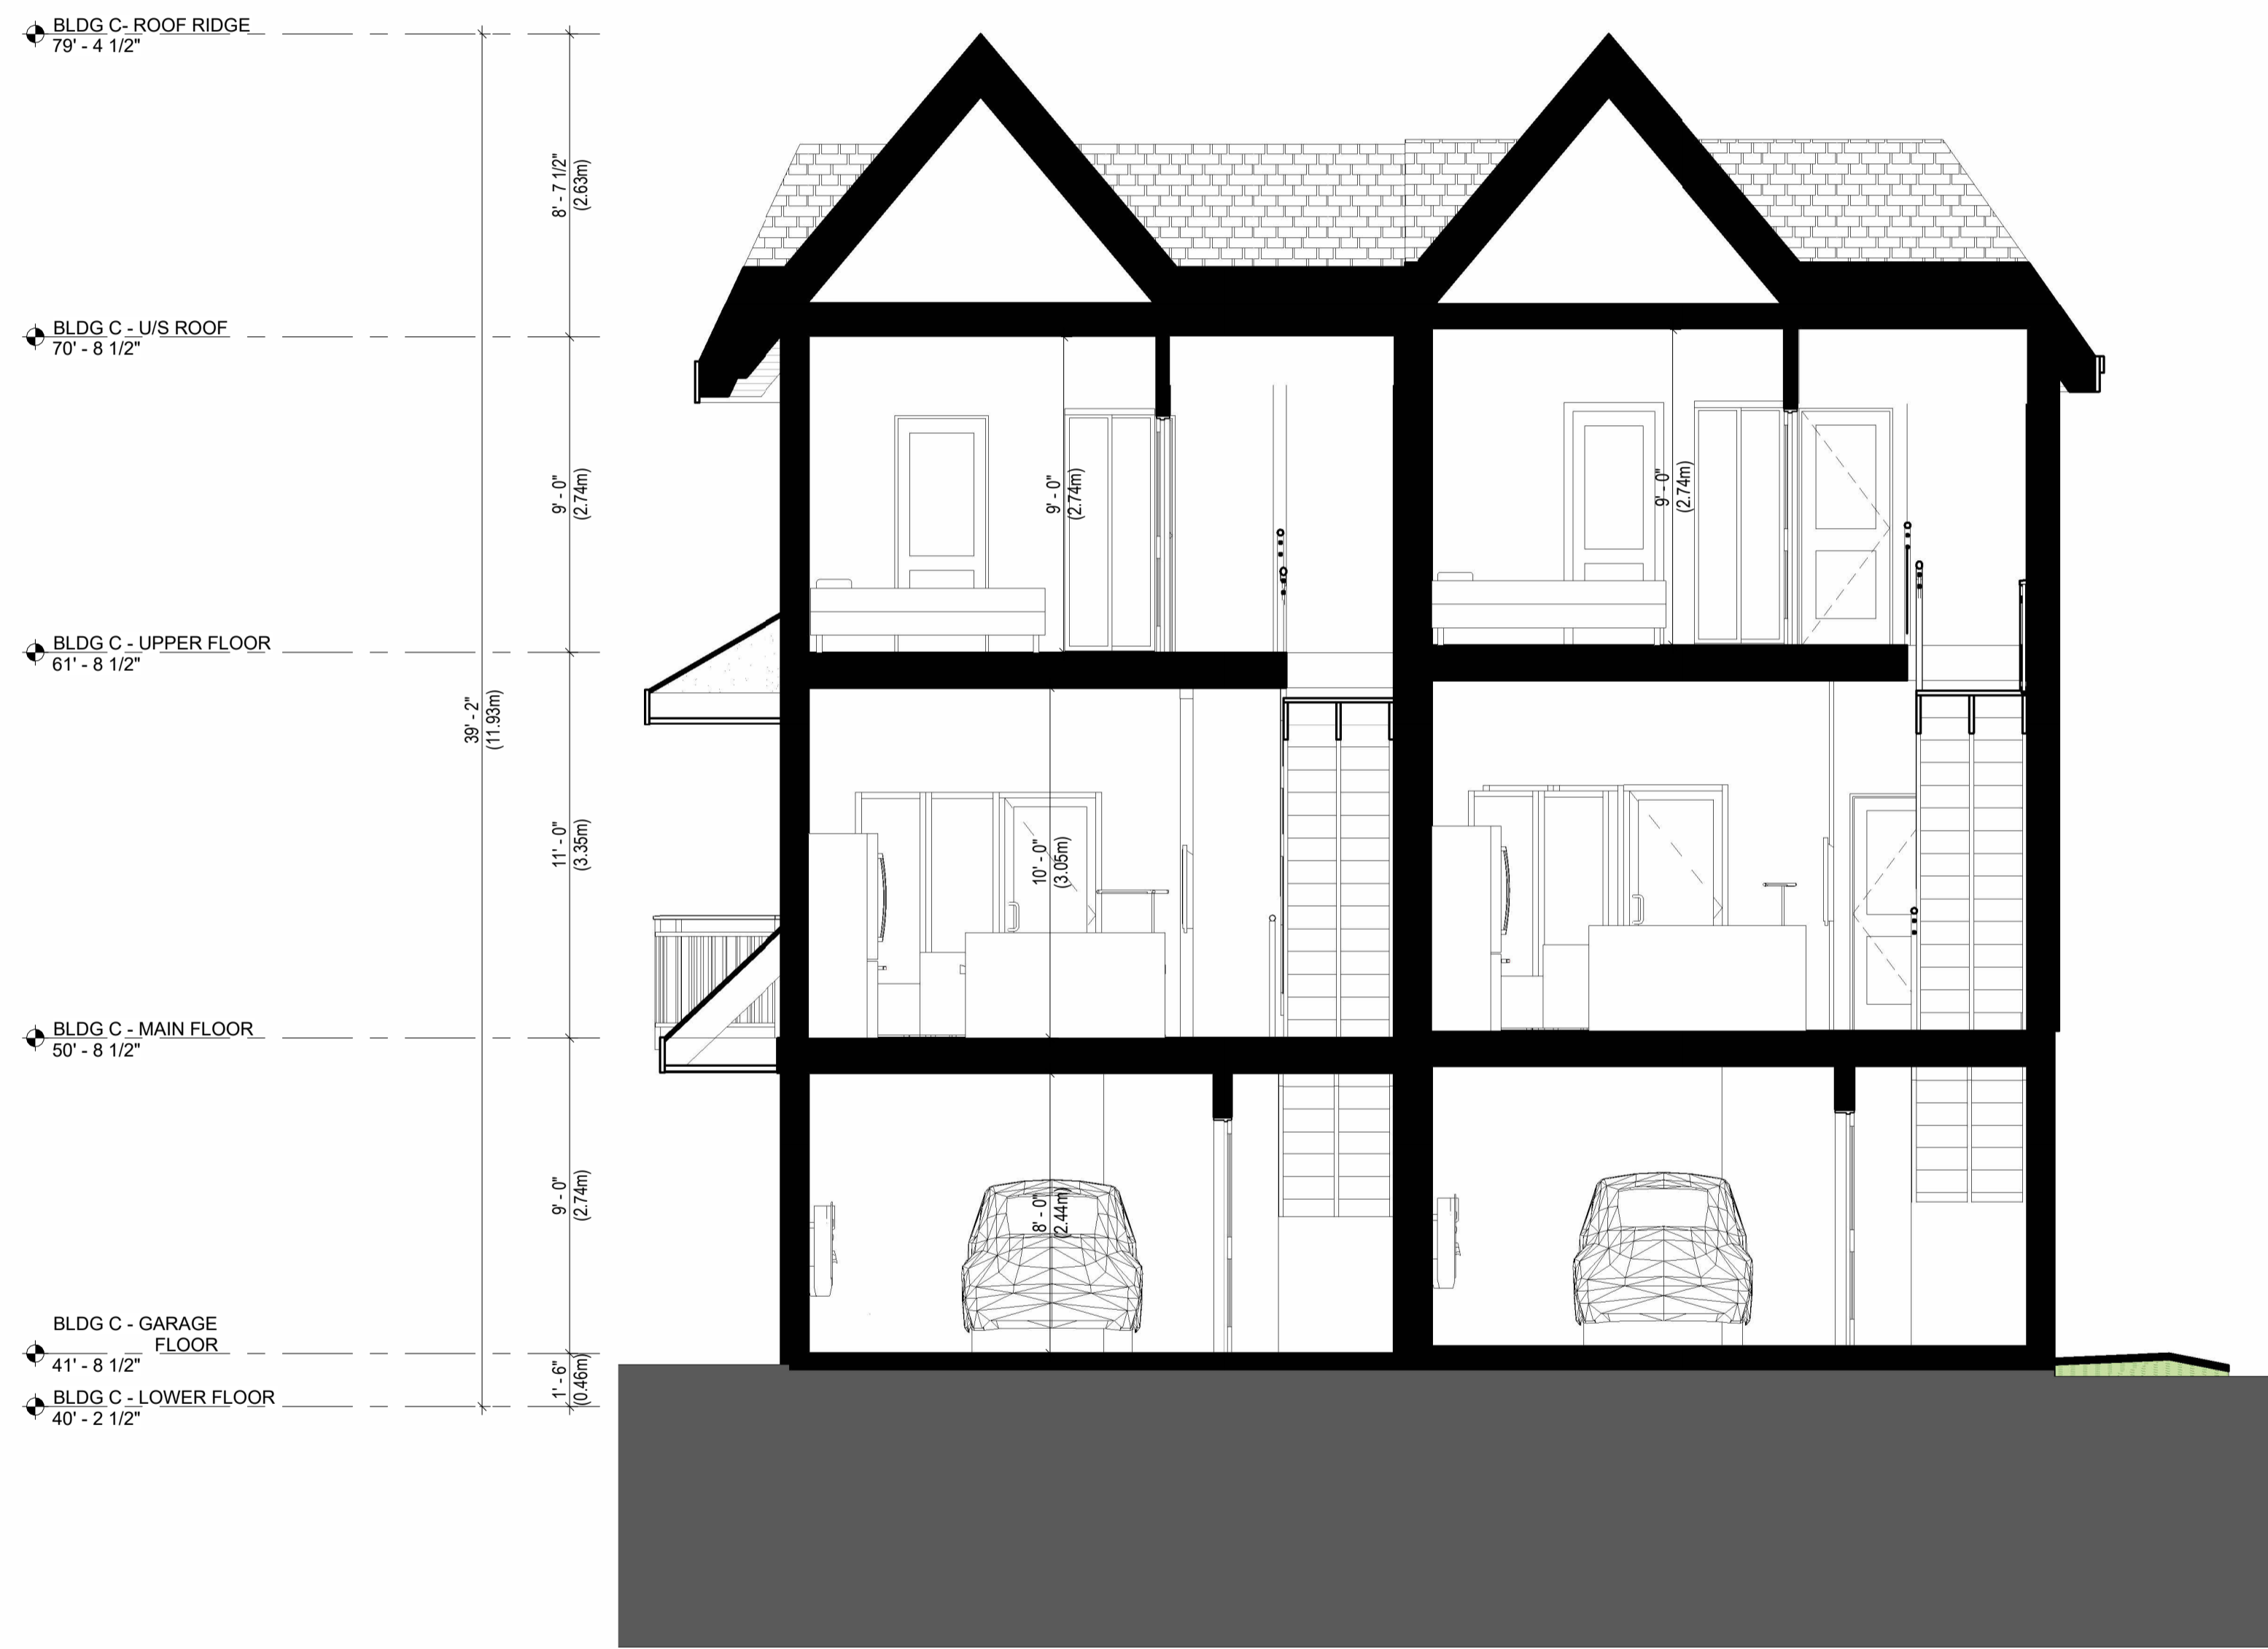 BLDG C- ROOF RIDGE
79' - 4 1/2"
8' - 7 1/2"
(2.63m)
BLDG C - U/S ROOF
70' - 8 1/2"
9' - 0"
(2.74m)
9' - 0"
(2.74m)
9' - 0"
(2.74m)
BLDG C - UPPER FLOOR
61' - 8 1/2"
39' - 2"
(11.93m)
11' - 0"
(3.35m)
10' - 0"
(3.05m)
BLDG C - MAIN FLOOR
50' - 8 1/2"
9' - 0"
(2.74m)
8' - 0"
(2.44m)
BLDG C - GARAGE
FLOOR
41' - 8 1/2"
1' - 6"
(0.46m)
BLDG C - LOWER FLOOR
40' - 2 1/2"